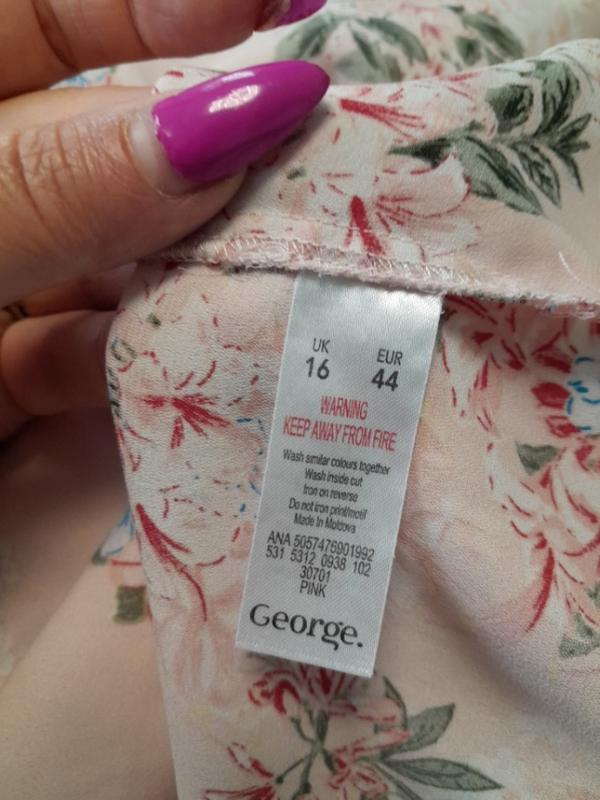 UK EUR
16 44
WARNING
KEEP AWAY FROM FIRE
Wash similar colours together
Wash inside out
Iron on reverse
Do not iron print/motif
Made In Moldova
ANA 5057476901992
531 5312 0938 102
30701
PINK
George.